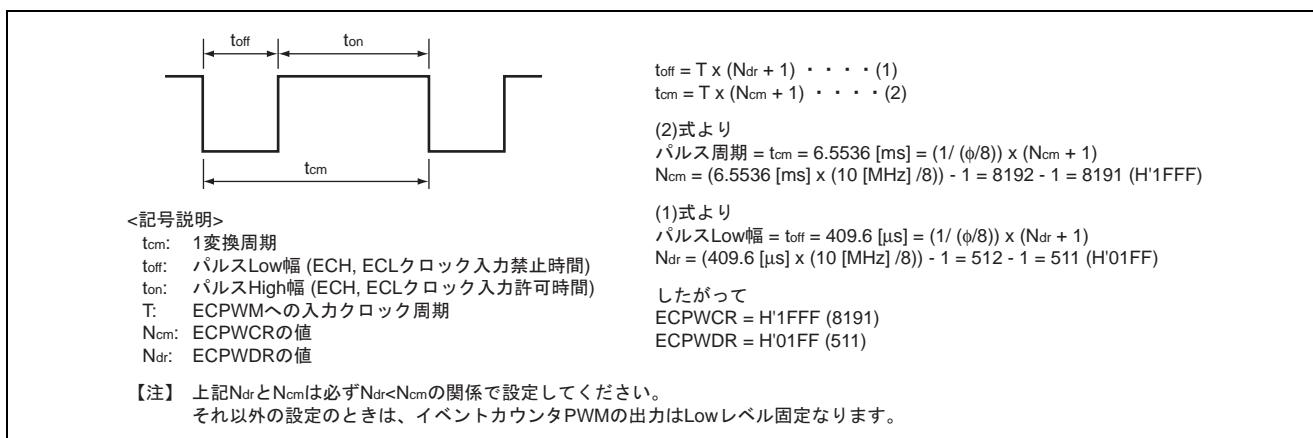 toff
ton
tcm
<記号説明>
tcm: 1変換周期
toff: パルスLow幅 (ECH, ECLクロック入力禁止時間)
ton: パルスHigh幅 (ECH, ECLクロック入力許可時間)
T: ECPWMへの入力クロック周期
Ncm: ECPWCRの値
Ndr: ECPWDRの値
toff = T x (Ndr + 1) ・・・・(1)
tcm = T x (Ncm + 1) ・・・・(2)
(2)式より
パルス周期 = tcm = 6.5536 [ms] = (1/ (ϕ/8)) x (Ncm + 1)
Ncm = (6.5536 [ms] x (10 [MHz] /8)) - 1 = 8192 - 1 = 8191 (H'1FFF)
(1)式より
パルスLow幅 = toff = 409.6 [μs] = (1/ (ϕ/8)) x (Ndr + 1)
Ndr = (409.6 [μs] x (10 [MHz] /8)) - 1 = 512 - 1 = 511 (H'01FF)
したがって
ECPWCR = H'1FFF (8191)
ECPWDR = H'01FF (511)
【注】 上記NdrとNcmは必ずNdr<Ncmの関係で設定してください。
それ以外の設定のときは、イベントカウンタPWMの出力はLowレベル固定なります。